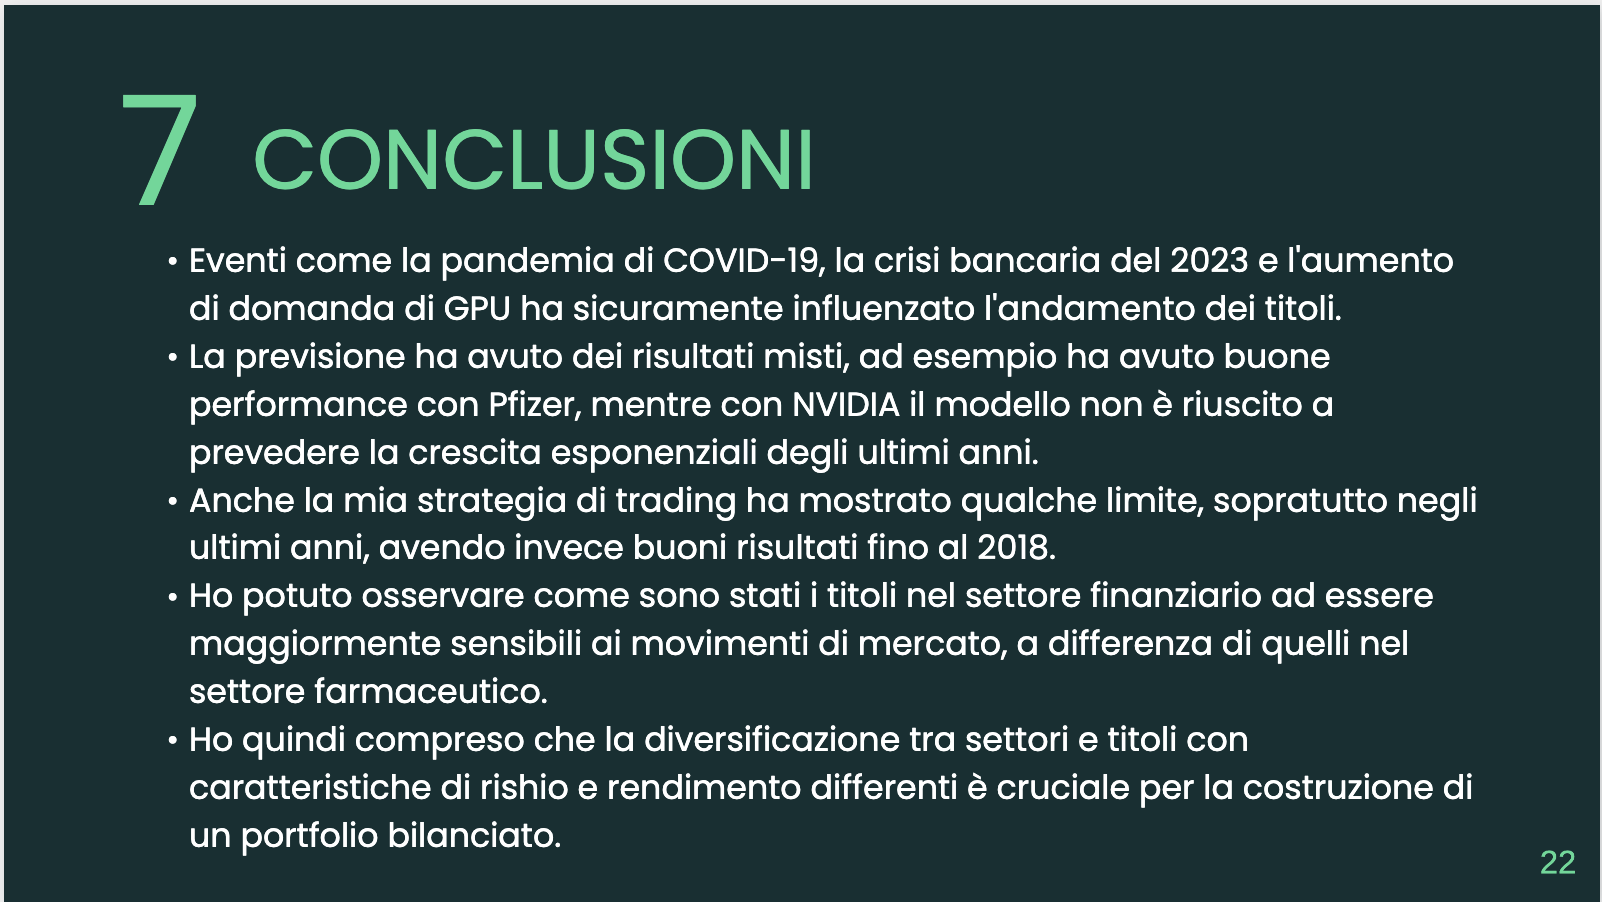 7 CONCLUSIONI
• Eventi come la pandemia di COVID-19, la crisi bancaria del 2023 e l'aumento
di domanda di GPU ha sicuramente influenzato l'andamento dei titoli.
• La previsione ha avuto dei risultati misti, ad esempio ha avuto buone
performance con Pfizer, mentre con NVIDIA il modello non è riuscito a
prevedere la crescita esponenziali degli ultimi anni.
• Anche la mia strategia di trading ha mostrato qualche limite, sopratutto negli
ultimi anni, avendo invece buoni risultati fino al 2018.
• Ho potuto osservare come sono stati i titoli nel settore finanziario ad essere
maggiormente sensibili ai movimenti di mercato, a differenza di quelli nel
settore farmaceutico.
• Ho quindi compreso che la diversificazione tra settori e titoli con
caratteristiche di rishio e rendimento differenti è cruciale per la costruzione di
un portfolio bilanciato.
22